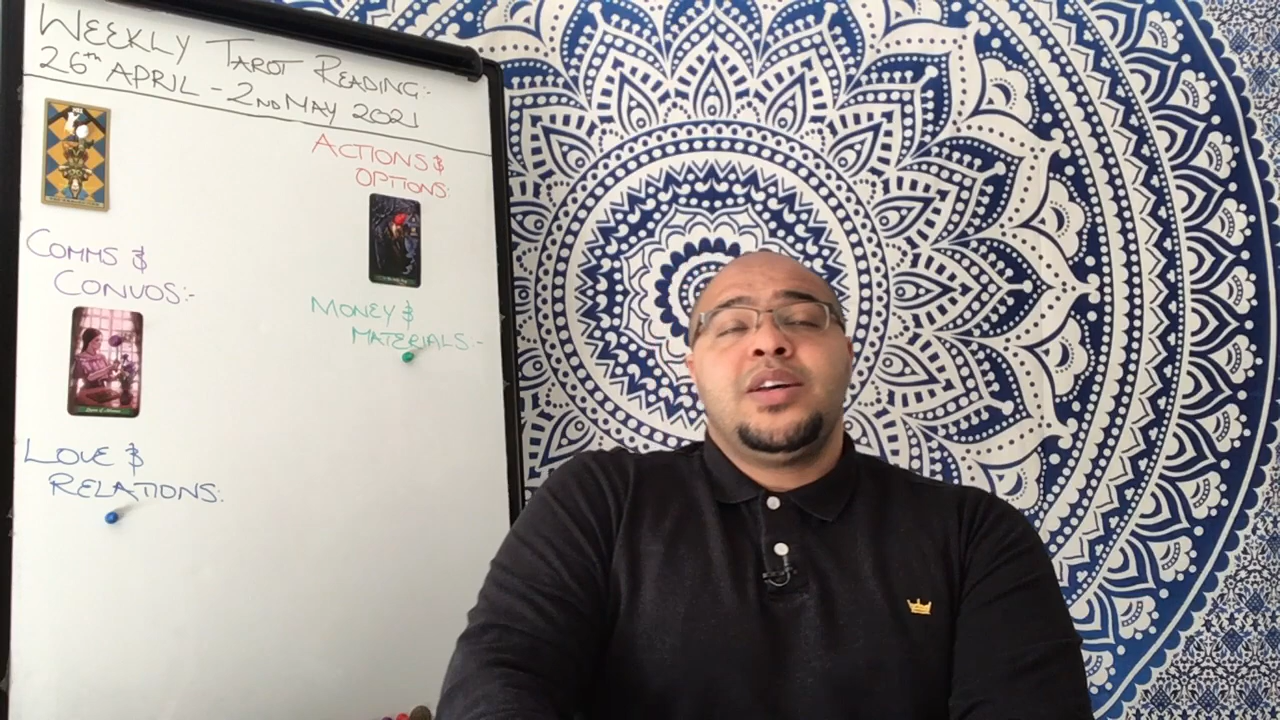 WEEKLY TAROT READING:-
26th APRIL - 2ND MAY 2021
ACTIONS &
OPTIONS:
COMMS &
CONVOS:-
MONEY &
MATERIALS:-
LOVE &
RELATIONS: